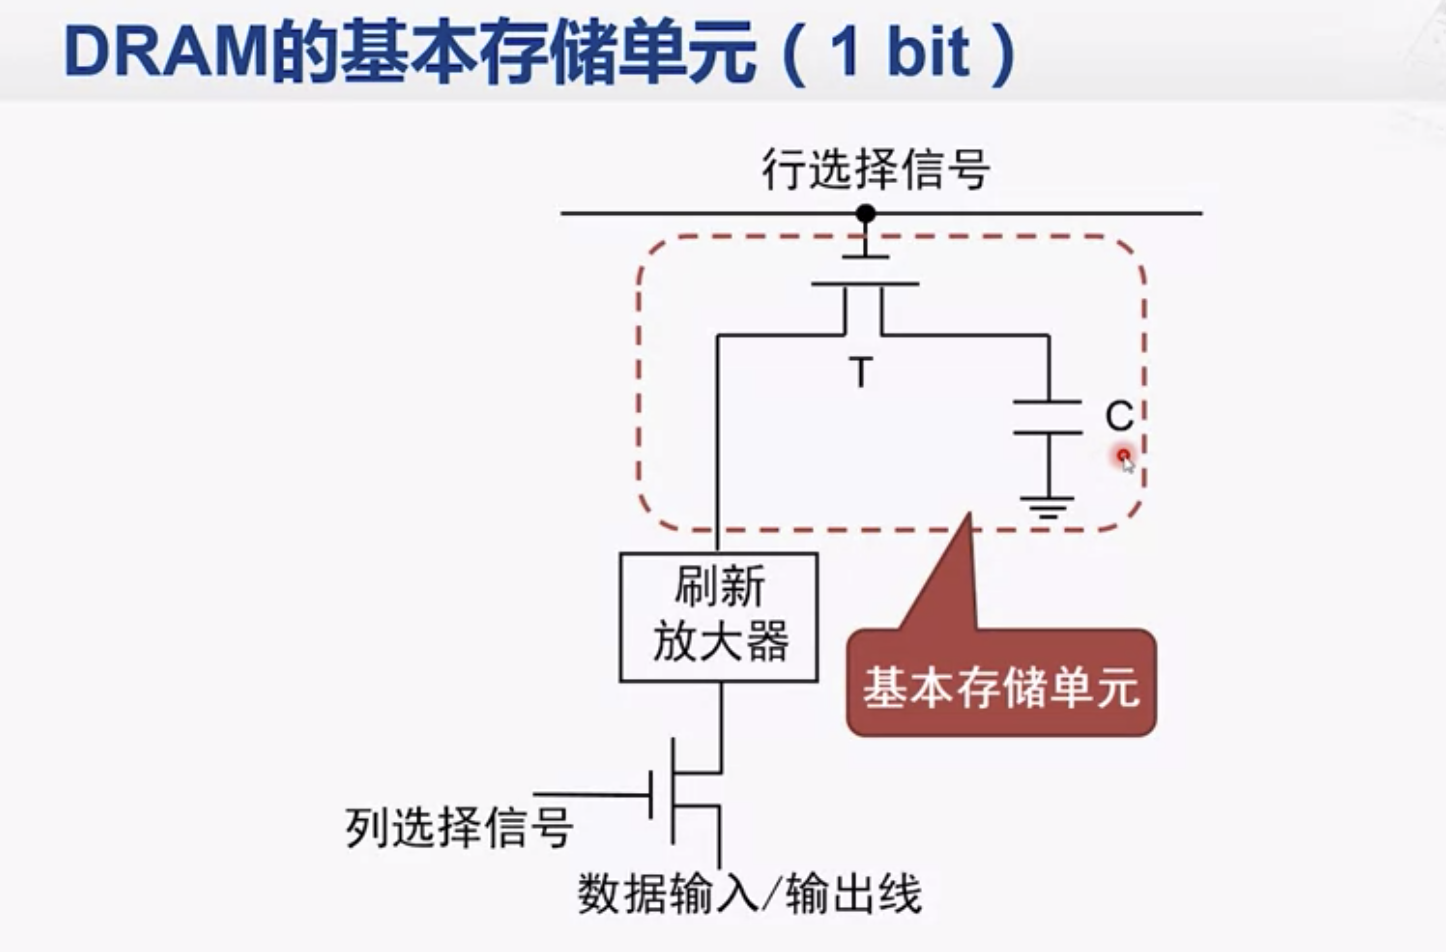 DRAM的基本存储单元（1 bit）
行选择信号
T
C
刷新
放大器
基本存储单元
列选择信号
数据输入/输出线